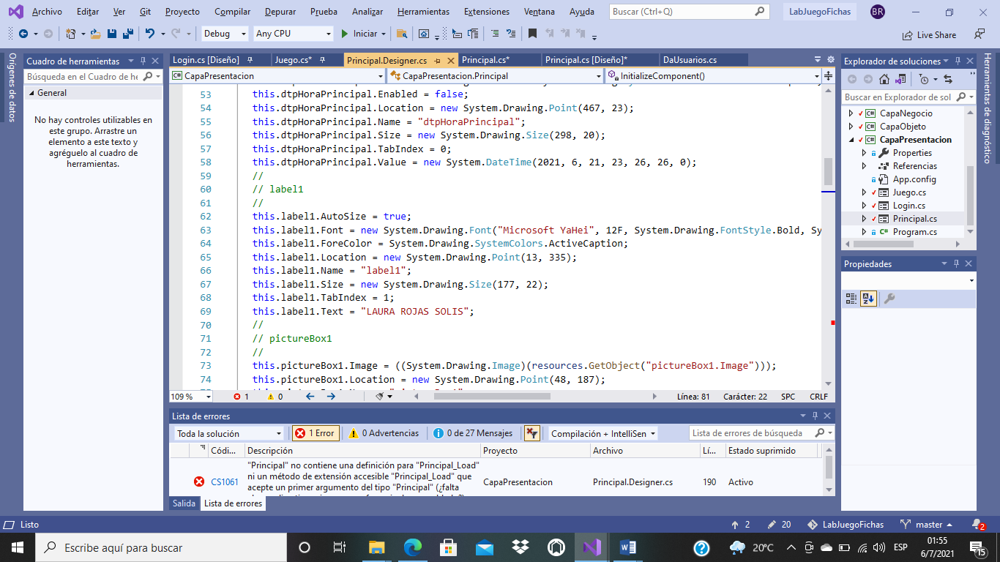 Archivo Editar Ver Git Proyecto Compilar Depurar Prueba Analizar Herramientas Extensiones Ventana Ayuda Buscar (Ctrl+Q) LabJuegoFichas BR
Debug Any CPU Iniciar Live Share
Orígenes de datos
Cuadro de herramientas
Búsqueda en el Cuadro de he
General
No hay controles utilizables en
este grupo. Arrastre un
elemento a este texto y
agréguelo al cuadro de
herramientas.
Login.cs [Diseño] Juego.cs* Principal.Designer.cs Principal.cs* Principal.cs [Diseño]* DaUsuarios.cs
CapaPresentacion CapaPresentacion.Principal InitializeComponent()
53 this.dtpHoraPrincipal.Enabled = false;
54 this.dtpHoraPrincipal.Location = new System.Drawing.Point(467, 23);
55 this.dtpHoraPrincipal.Name = "dtpHoraPrincipal";
56 this.dtpHoraPrincipal.Size = new System.Drawing.Size(298, 20);
57 this.dtpHoraPrincipal.TabIndex = 0;
58 this.dtpHoraPrincipal.Value = new System.DateTime(2021, 6, 21, 23, 26, 26, 0);
59 //
60 // label1
61 //
62 this.label1.AutoSize = true;
63 this.label1.Font = new System.Drawing.Font("Microsoft YaHei", 12F, System.Drawing.FontStyle.Bold, Sy
64 this.label1.ForeColor = System.Drawing.SystemColors.ActiveCaption;
65 this.label1.Location = new System.Drawing.Point(13, 335);
66 this.label1.Name = "label1";
67 this.label1.Size = new System.Drawing.Size(177, 22);
68 this.label1.TabIndex = 1;
69 this.label1.Text = "LAURA ROJAS SOLIS";
70 //
71 // pictureBox1
72 //
73 this.pictureBox1.Image = ((System.Drawing.Image)(resources.GetObject("pictureBox1.Image")));
74 this.pictureBox1.Location = new System.Drawing.Point(48, 187);
109 % 1 0 Línea: 81 Carácter: 22 SPC CRLF
Lista de errores
Toda la solución 1 Error 0 Advertencias 0 de 27 Mensajes Compilación + IntelliSen Lista de errores de búsqueda
Códi... Descripción Proyecto Archivo Lí... Estado suprimido
"Principal" no contiene una definición para "Principal_Load"
ni un método de extensión accesible "Principal_Load" que
CS1061 acepte un primer argumento del tipo "Principal" (¿falta CapaPresentacion Principal.Designer.cs 190 Activo
Salida Lista de errores
Explorador de soluciones
Buscar en Explorador de sol
CapaNegocio
CapaObjeto
CapaPresentacion
Properties
Referencias
App.config
Juego.cs
Login.cs
Principal.cs
Program.cs
Propiedades
Herramientas de diagnóstico
Listo 2 20 LabJuegoFichas master 2
Escribe aquí para buscar 20°C ESP 01:55
6/7/2021 15